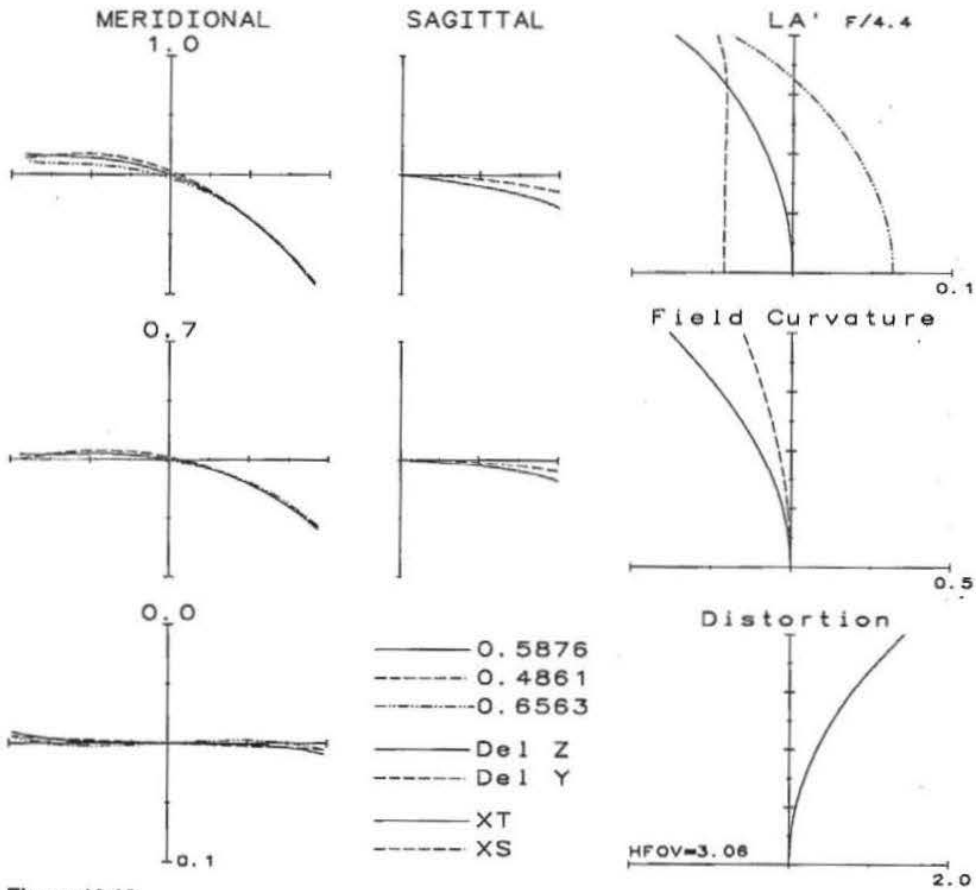 MERIDIONAL
SAGITTAL
LA' F/4.4
1.0
0.1
0.7
Field Curvature
0.5
0.0
Distortion
0.5876
0.4861
0.6563
Del Z
Del Y
XT
XS
0.1
HFOV=3.06
2.0